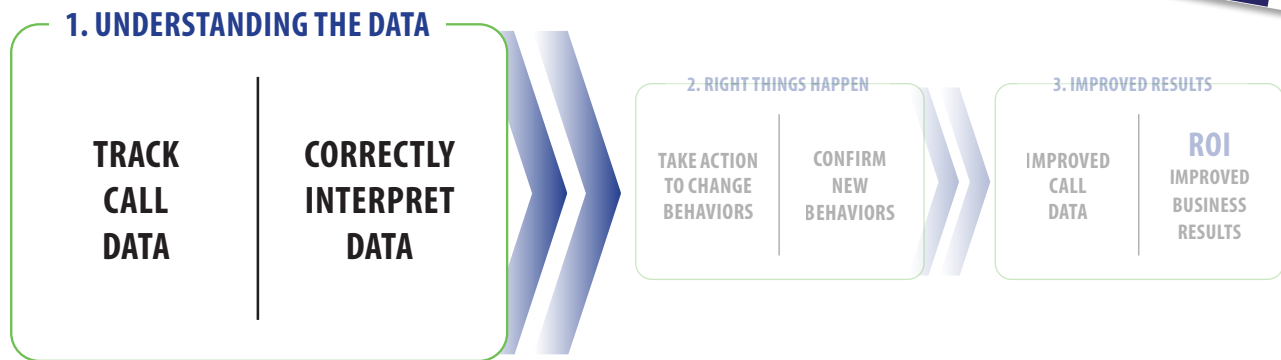 1. UNDERSTANDING THE DATA
TRACK
CALL
DATA
CORRECTLY
INTERPRET
DATA
2. RIGHT THINGS HAPPEN
TAKE ACTION
TO CHANGE
BEHAVIORS
CONFIRM
NEW
BEHAVIORS
3. IMPROVED RESULTS
IMPROVED
CALL
DATA
ROI
IMPROVED
BUSINESS
RESULTS